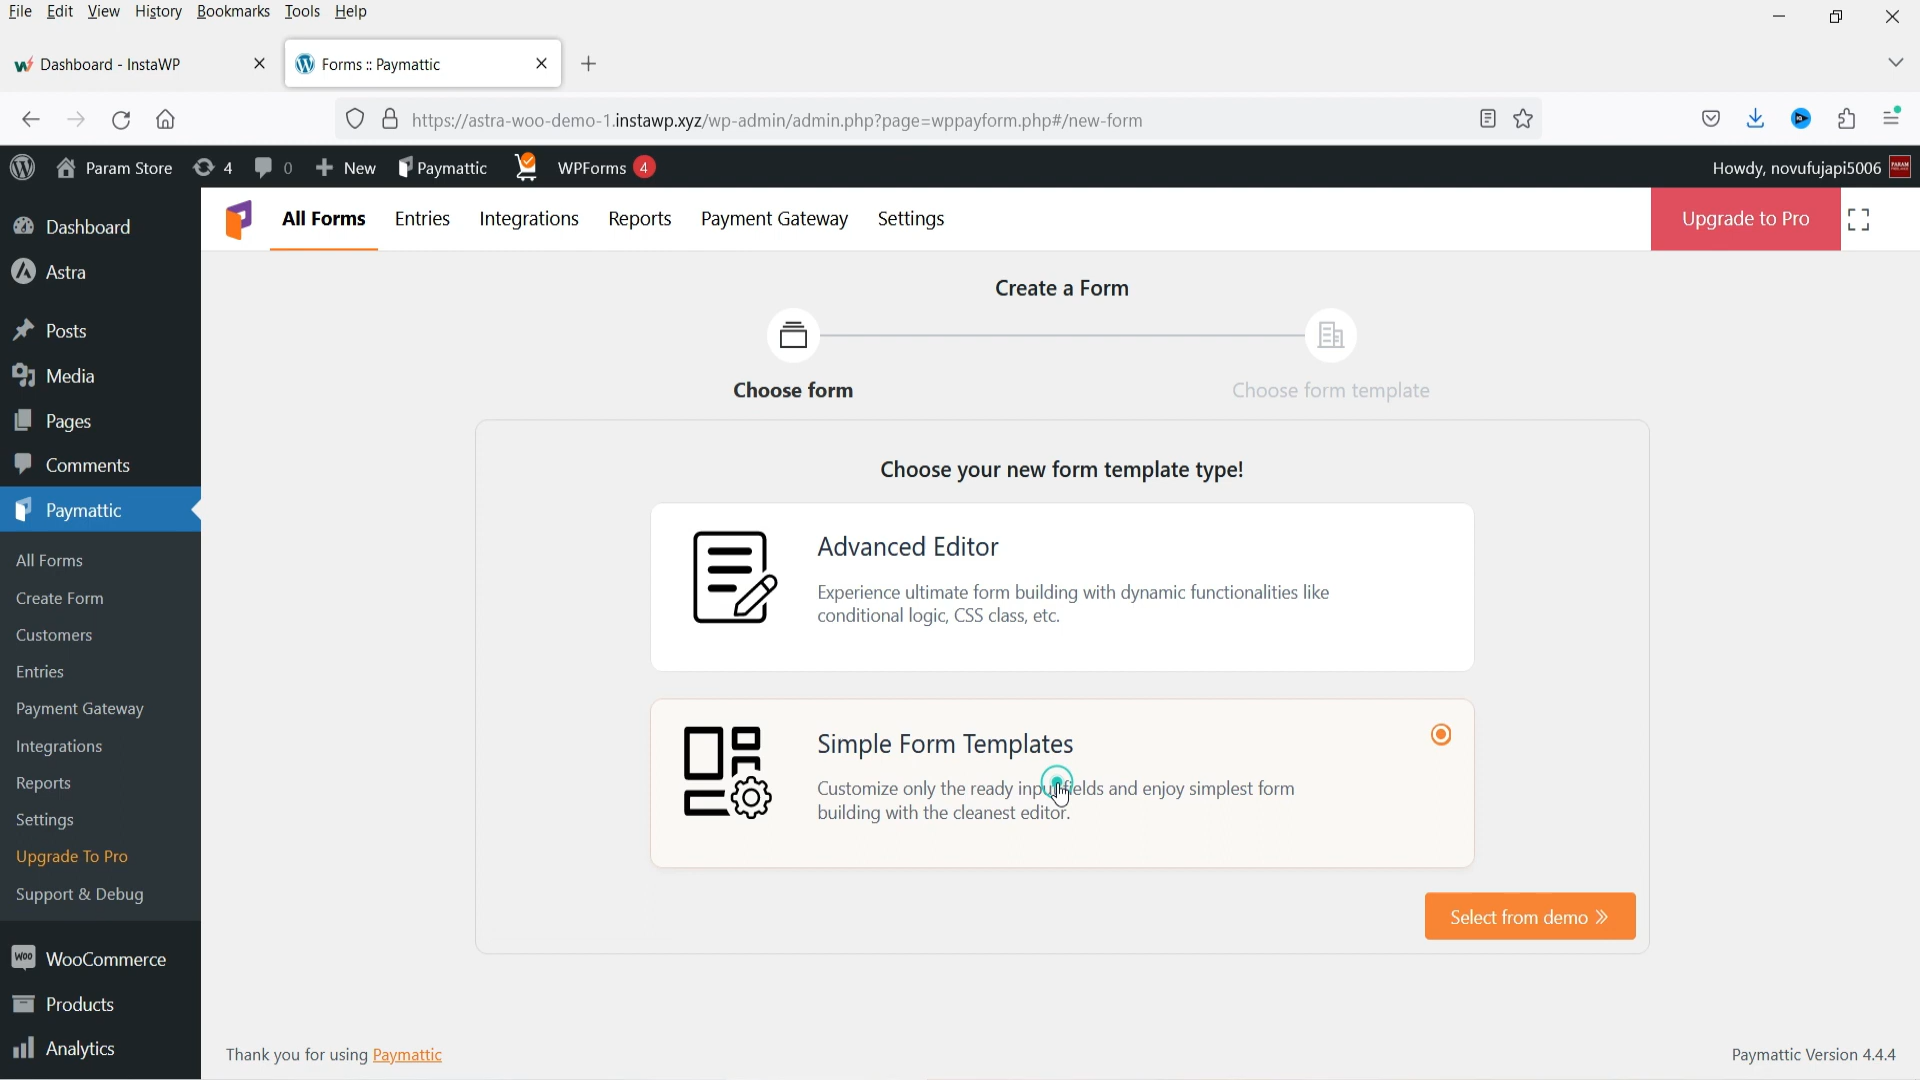 File Edit View History Bookmarks Tools Help
Dashboard - InstaWP
Forms :: Paymattic
https://astra-woo-demo-1.instawp.xyz/wp-admin/admin.php?page=wppayform.php#/new-form
Param Store 4 0 New Paymattic WPForms 4 Howdy, novufujapi5006
Dashboard
Astra
Posts
Media
Pages
Comments
Paymattic
All Forms
Create Form
Customers
Entries
Payment Gateway
Integrations
Reports
Settings
Upgrade To Pro
Support & Debug
WooCommerce
Products
Analytics
All Forms Entries Integrations Reports Payment Gateway Settings Upgrade to Pro
Create a Form
Choose form
Choose form template
Choose your new form template type!
Advanced Editor
Experience ultimate form building with dynamic functionalities like
conditional logic, CSS class, etc.
Simple Form Templates
Customize only the ready input fields and enjoy simplest form
building with the cleanest editor.
Select from demo »
Thank you for using Paymattic
Paymattic Version 4.4.4